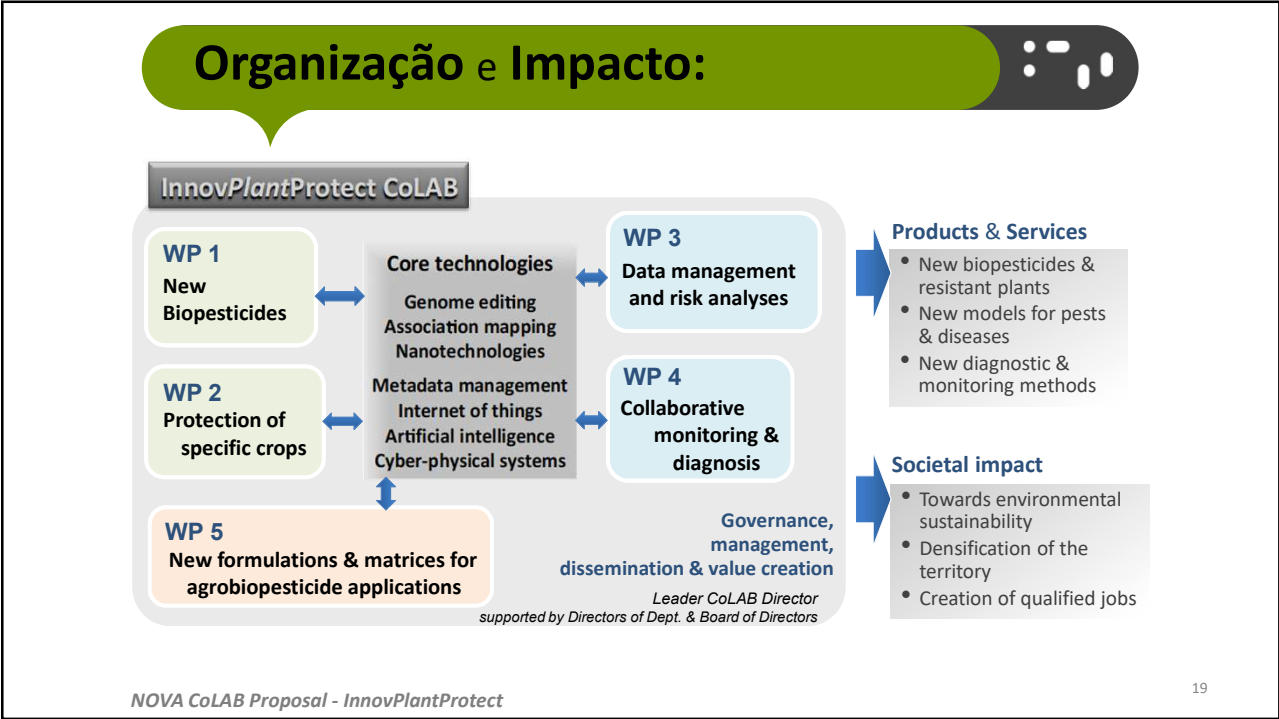 Organização e Impacto:
InnovPlantProtect CoLAB
WP 1
New
Biopesticides
WP 2
Protection of
specific crops
Core technologies
Genome editing
Association mapping
Nanotechnologies
Metadata management
Internet of things
Artificial intelligence
Cyber-physical systems
WP 3
Data management
and risk analyses
WP 4
Collaborative
monitoring &
diagnosis
WP 5
New formulations & matrices for
agrobiopesticide applications
Governance,
management,
dissemination & value creation
Leader CoLAB Director
supported by Directors of Dept. & Board of Directors
Products & Services
• New biopesticides &
resistant plants
• New models for pests
& diseases
• New diagnostic &
monitoring methods
Societal impact
• Towards environmental
sustainability
• Densification of the
territory
• Creation of qualified jobs
NOVA CoLAB Proposal - InnovPlantProtect
19